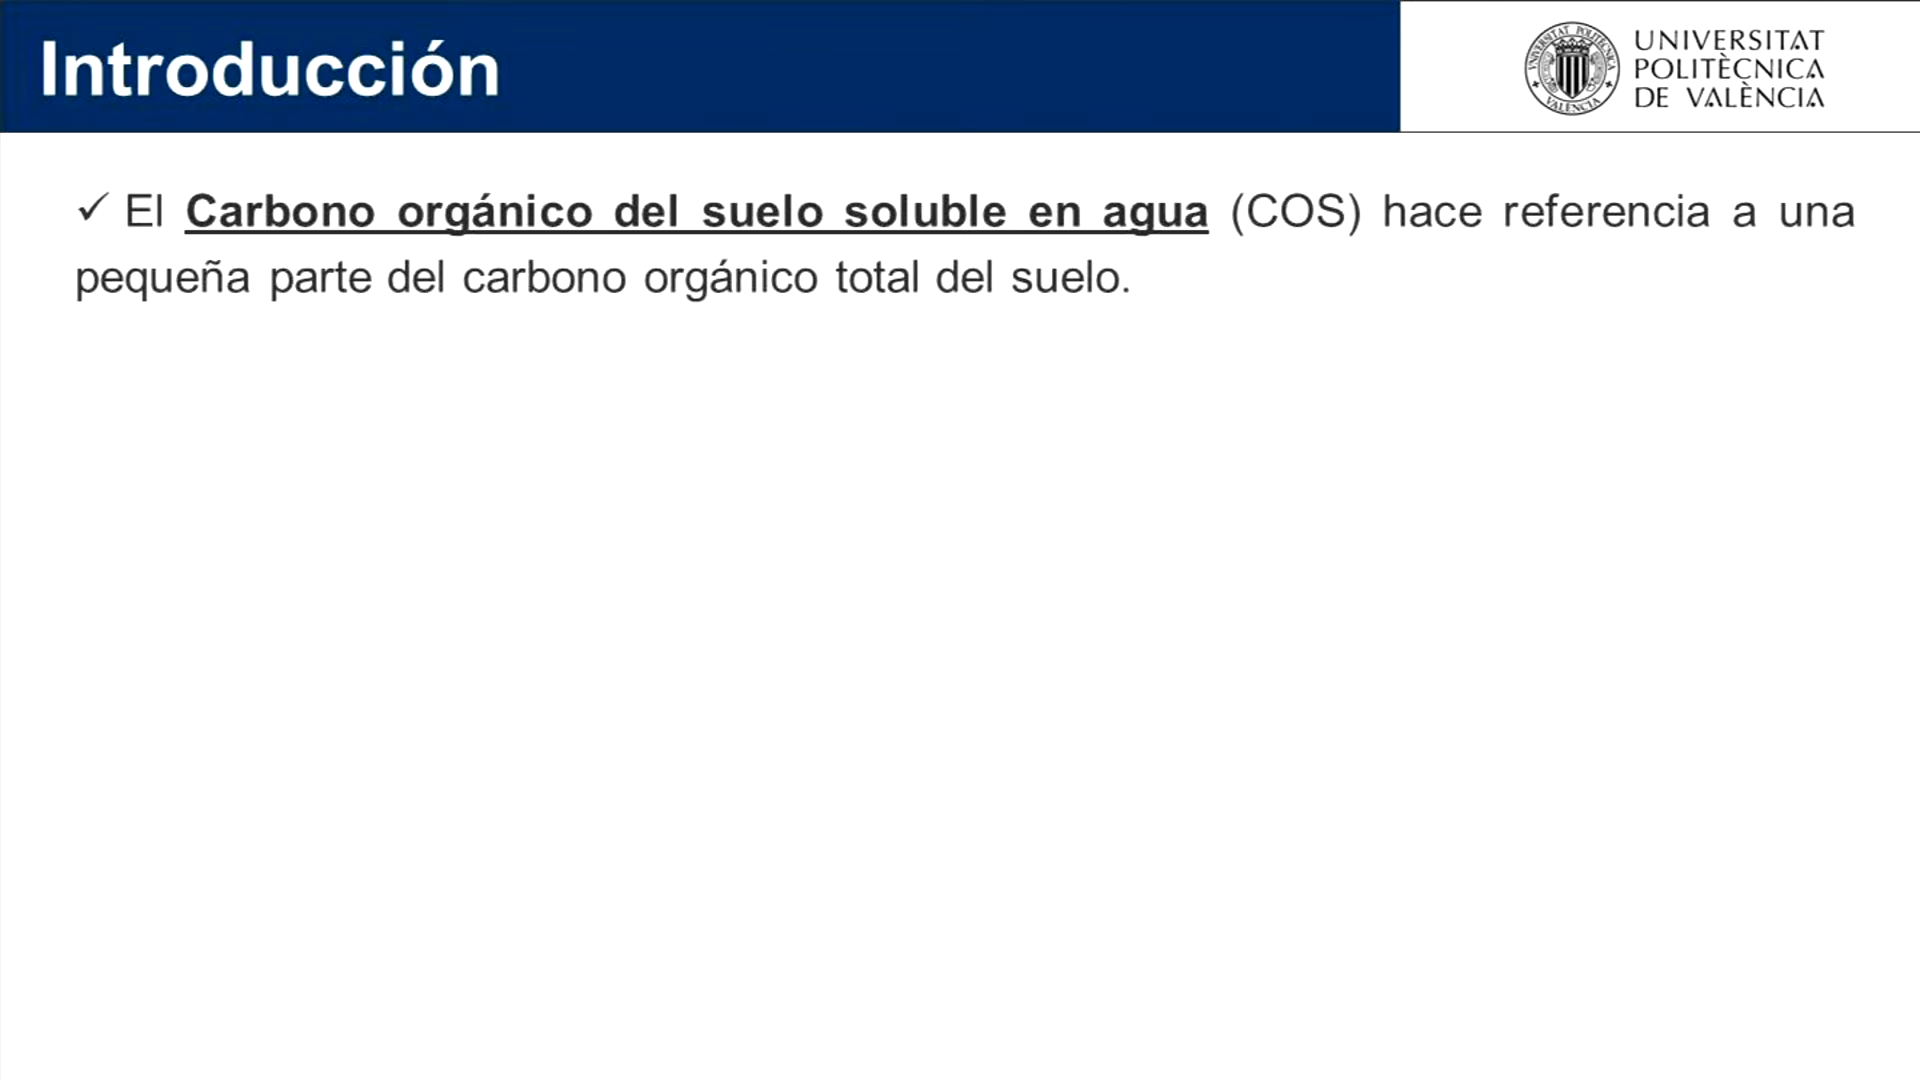 Introducción
UNIVERSITAT
POLITÈCNICA
DE VALÈNCIA
✓ El Carbono orgánico del suelo soluble en agua (COS) hace referencia a una
pequeña parte del carbono orgánico total del suelo.